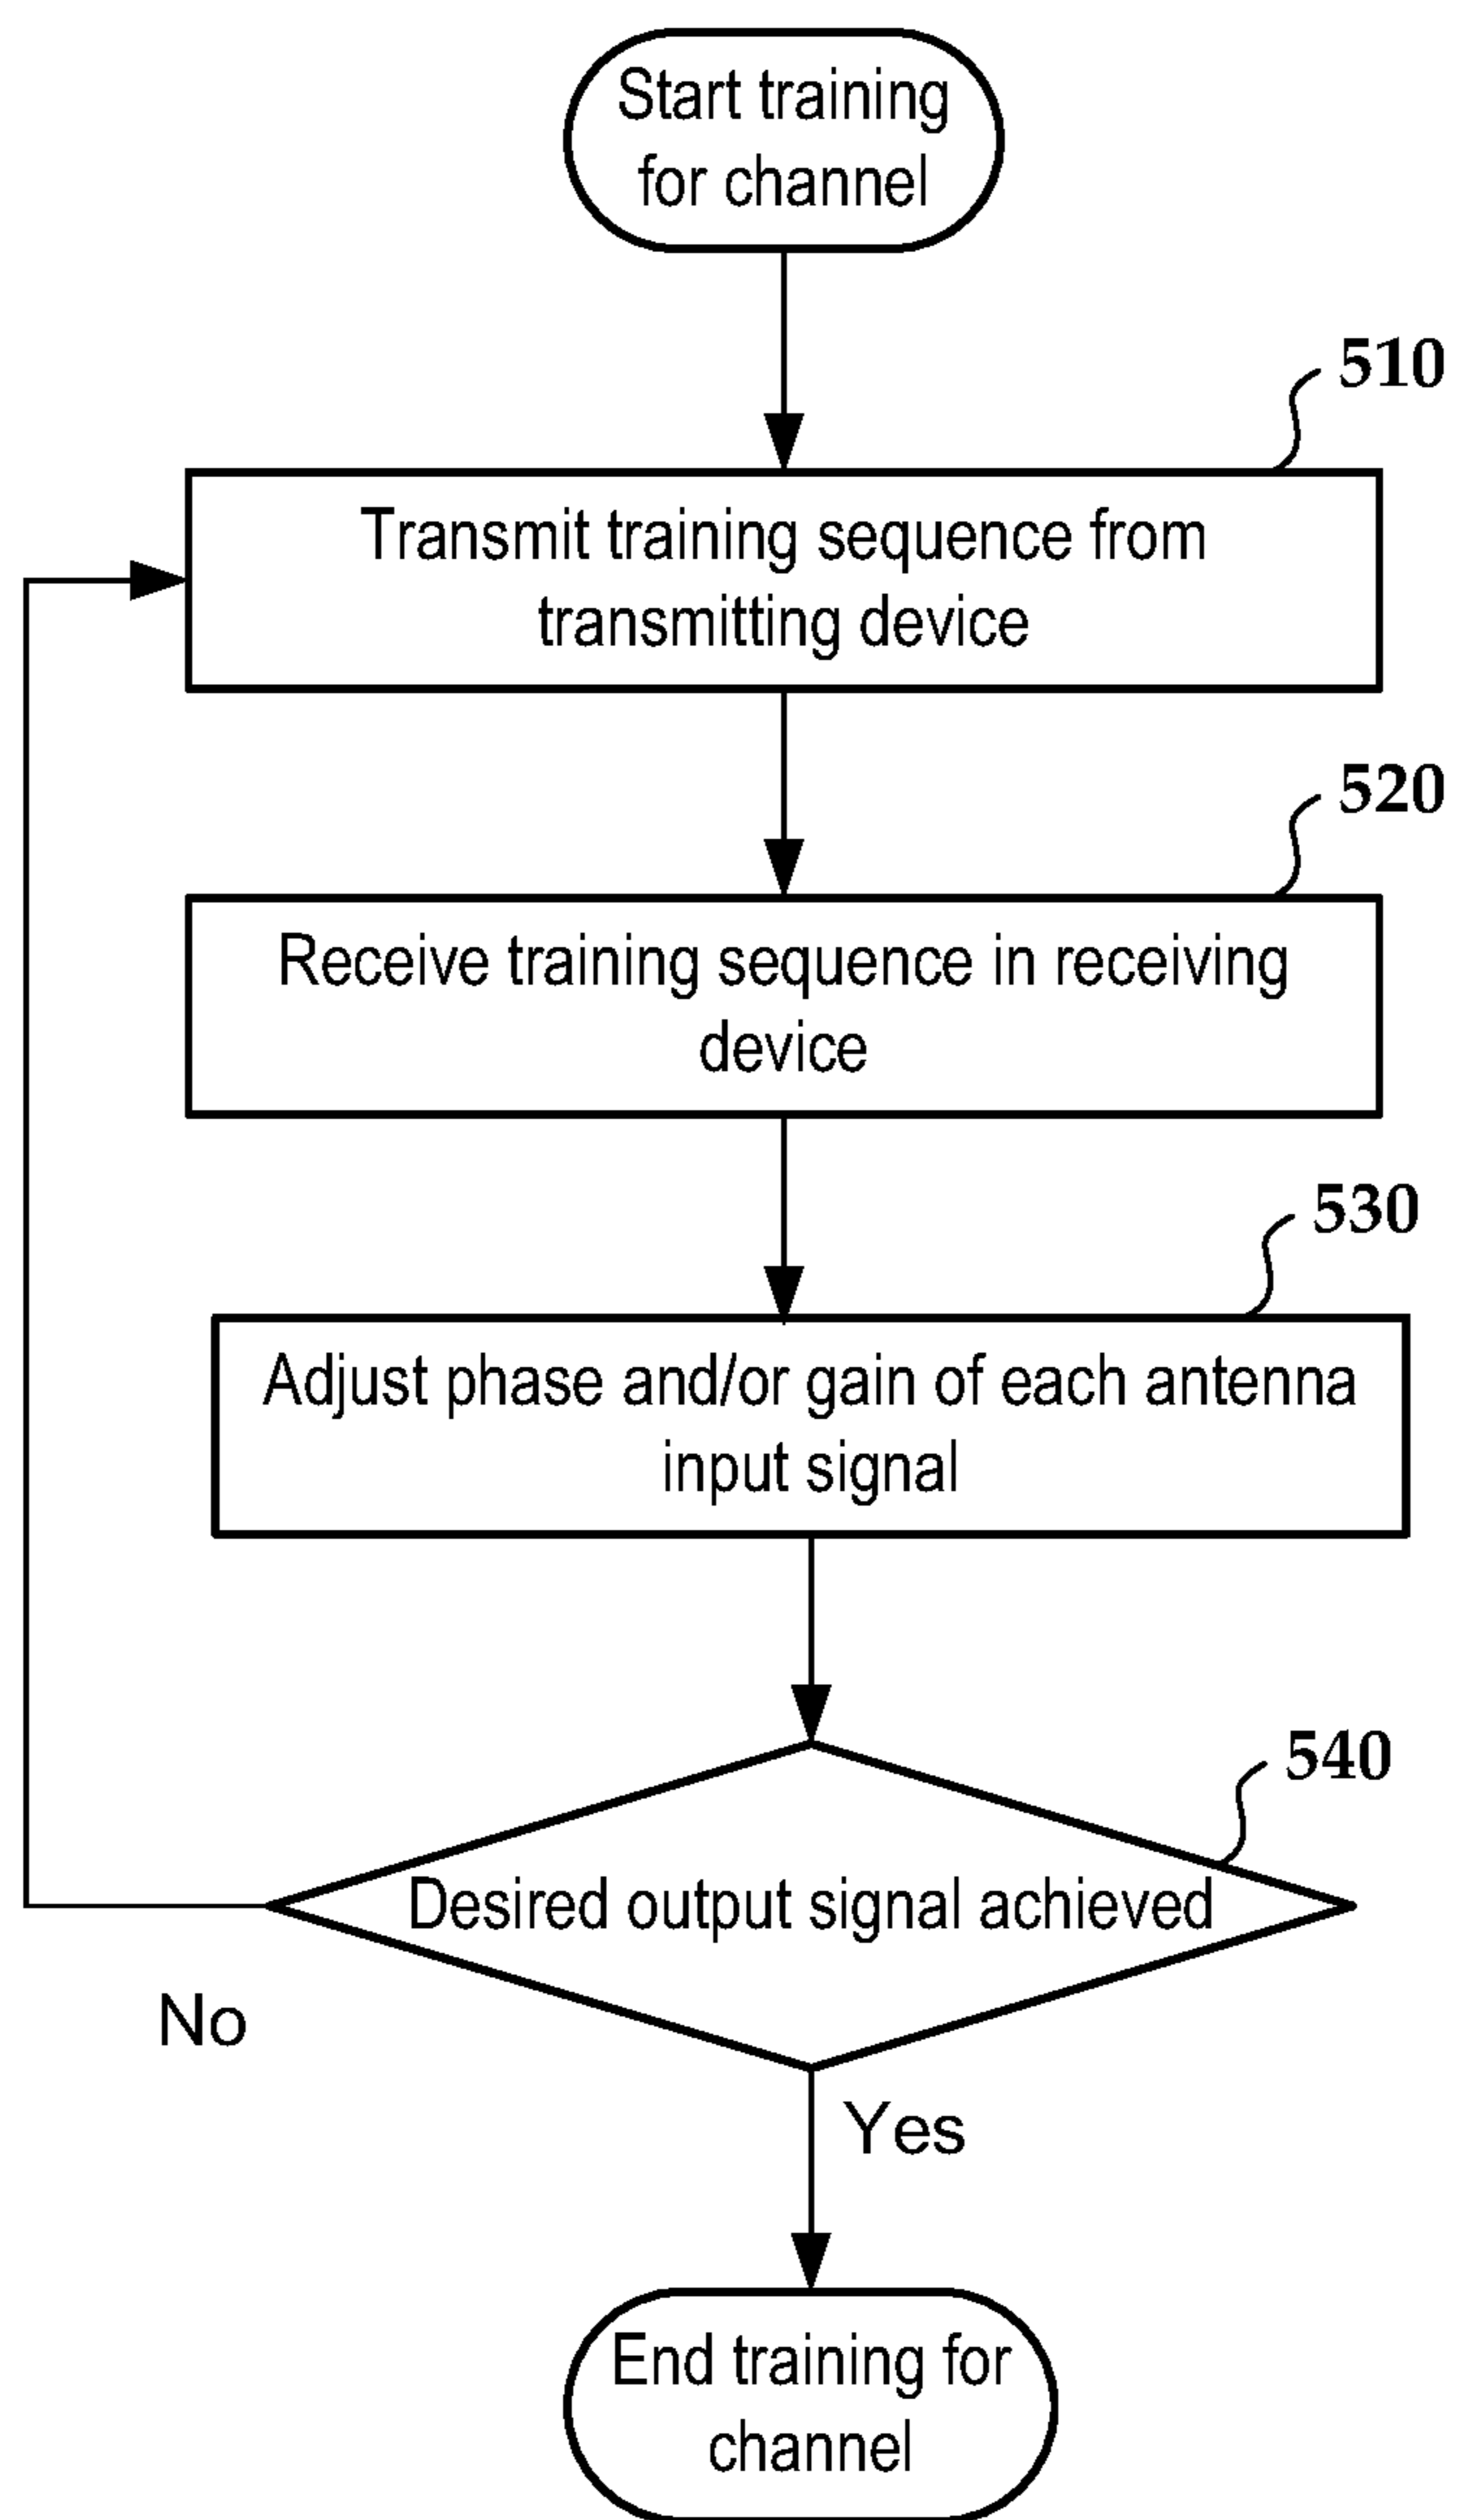 Start training
for channel
510
Transmit training sequence from
transmitting device
520
Receive training sequence in receiving
device
530
Adjust phase and/or gain of each antenna
input signal
540
Desired output signal achieved
No
Yes
End training for
channel